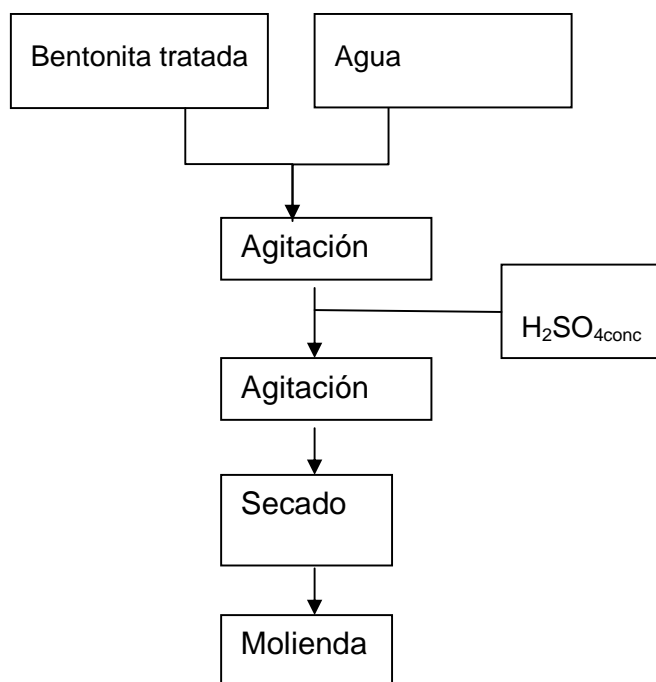 Bentonita tratada
Agua
Agitación
H₂SO₄conc
Agitación
Secado
Molienda